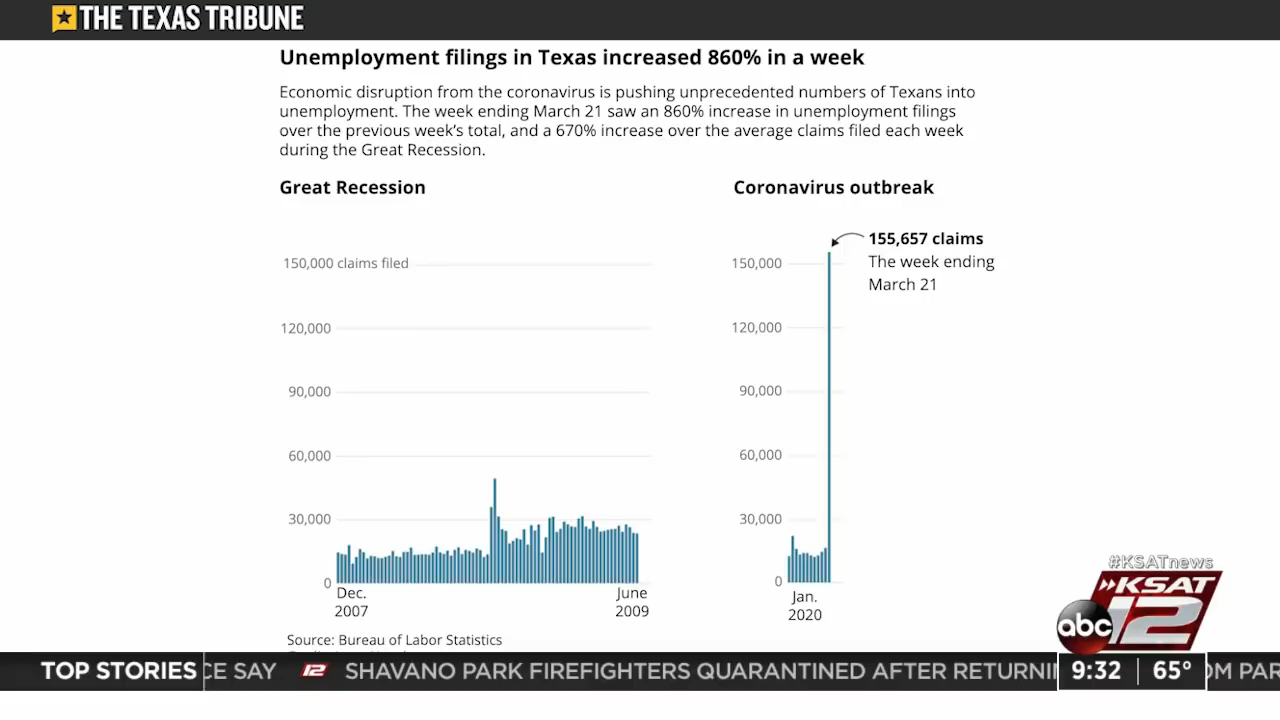 THE TEXAS TRIBUNE
Unemployment filings in Texas increased 860% in a week
Economic disruption from the coronavirus is pushing unprecedented numbers of Texans into
unemployment. The week ending March 21 saw an 860% increase in unemployment filings
over the previous week's total, and a 670% increase over the average claims filed each week
during the Great Recession.
Great Recession
150,000 claims filed
120,000
90,000
60,000
30,000
0
Dec.
2007
June
2009
Coronavirus outbreak
155,657 claims
The week ending
March 21
150,000
120,000
90,000
60,000
30,000
0
Jan.
2020
Source: Bureau of Labor Statistics
#KSATnews
KSAT
abc 12
TOP STORIES CE SAY 12 SHAVANO PARK FIREFIGHTERS QUARANTINED AFTER RETURNI 9:32 65° OM PAR